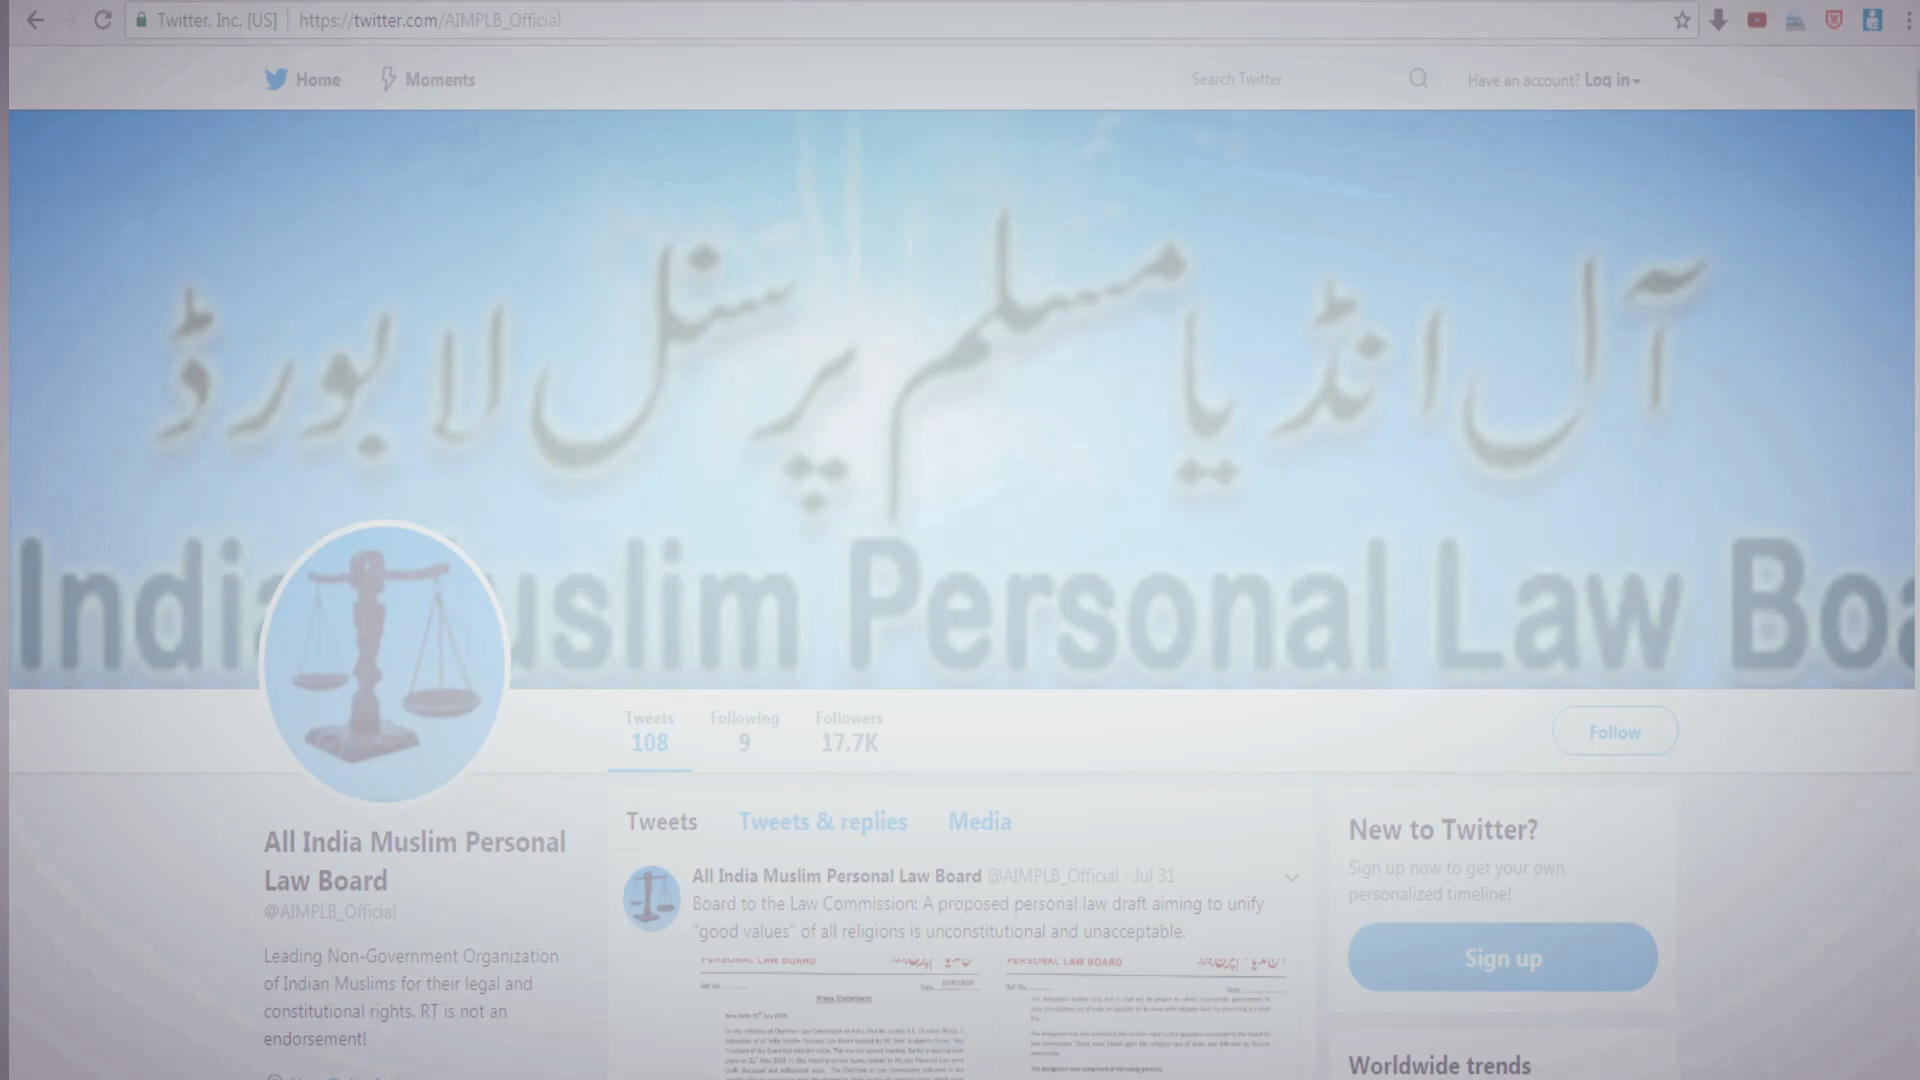 Twitter, Inc. [US] | https://twitter.com/AIMPLB_Official
Home Moments Search Twitter Have an account? Log in
آل انڈیا مسلم پرسنل لا بورڈ
India Muslim Personal Law Boa
Tweets Following Followers
108 9 17.7K
Follow
All India Muslim Personal
Law Board
@AIMPLB_Official
Leading Non-Government Organization
of Indian Muslims for their legal and
constitutional rights. RT is not an
endorsement!
Tweets Tweets & replies Media
All India Muslim Personal Law Board @AIMPLB_Official · Jul 31
Board to the Law Commission: A proposed personal law draft aiming to unify
"good values" of all religions is unconstitutional and unacceptable.
PERSONAL LAW BOARD
Press Statement
PERSONAL LAW BOARD
New to Twitter?
Sign up now to get your own
personalized timeline!
Sign up
Worldwide trends